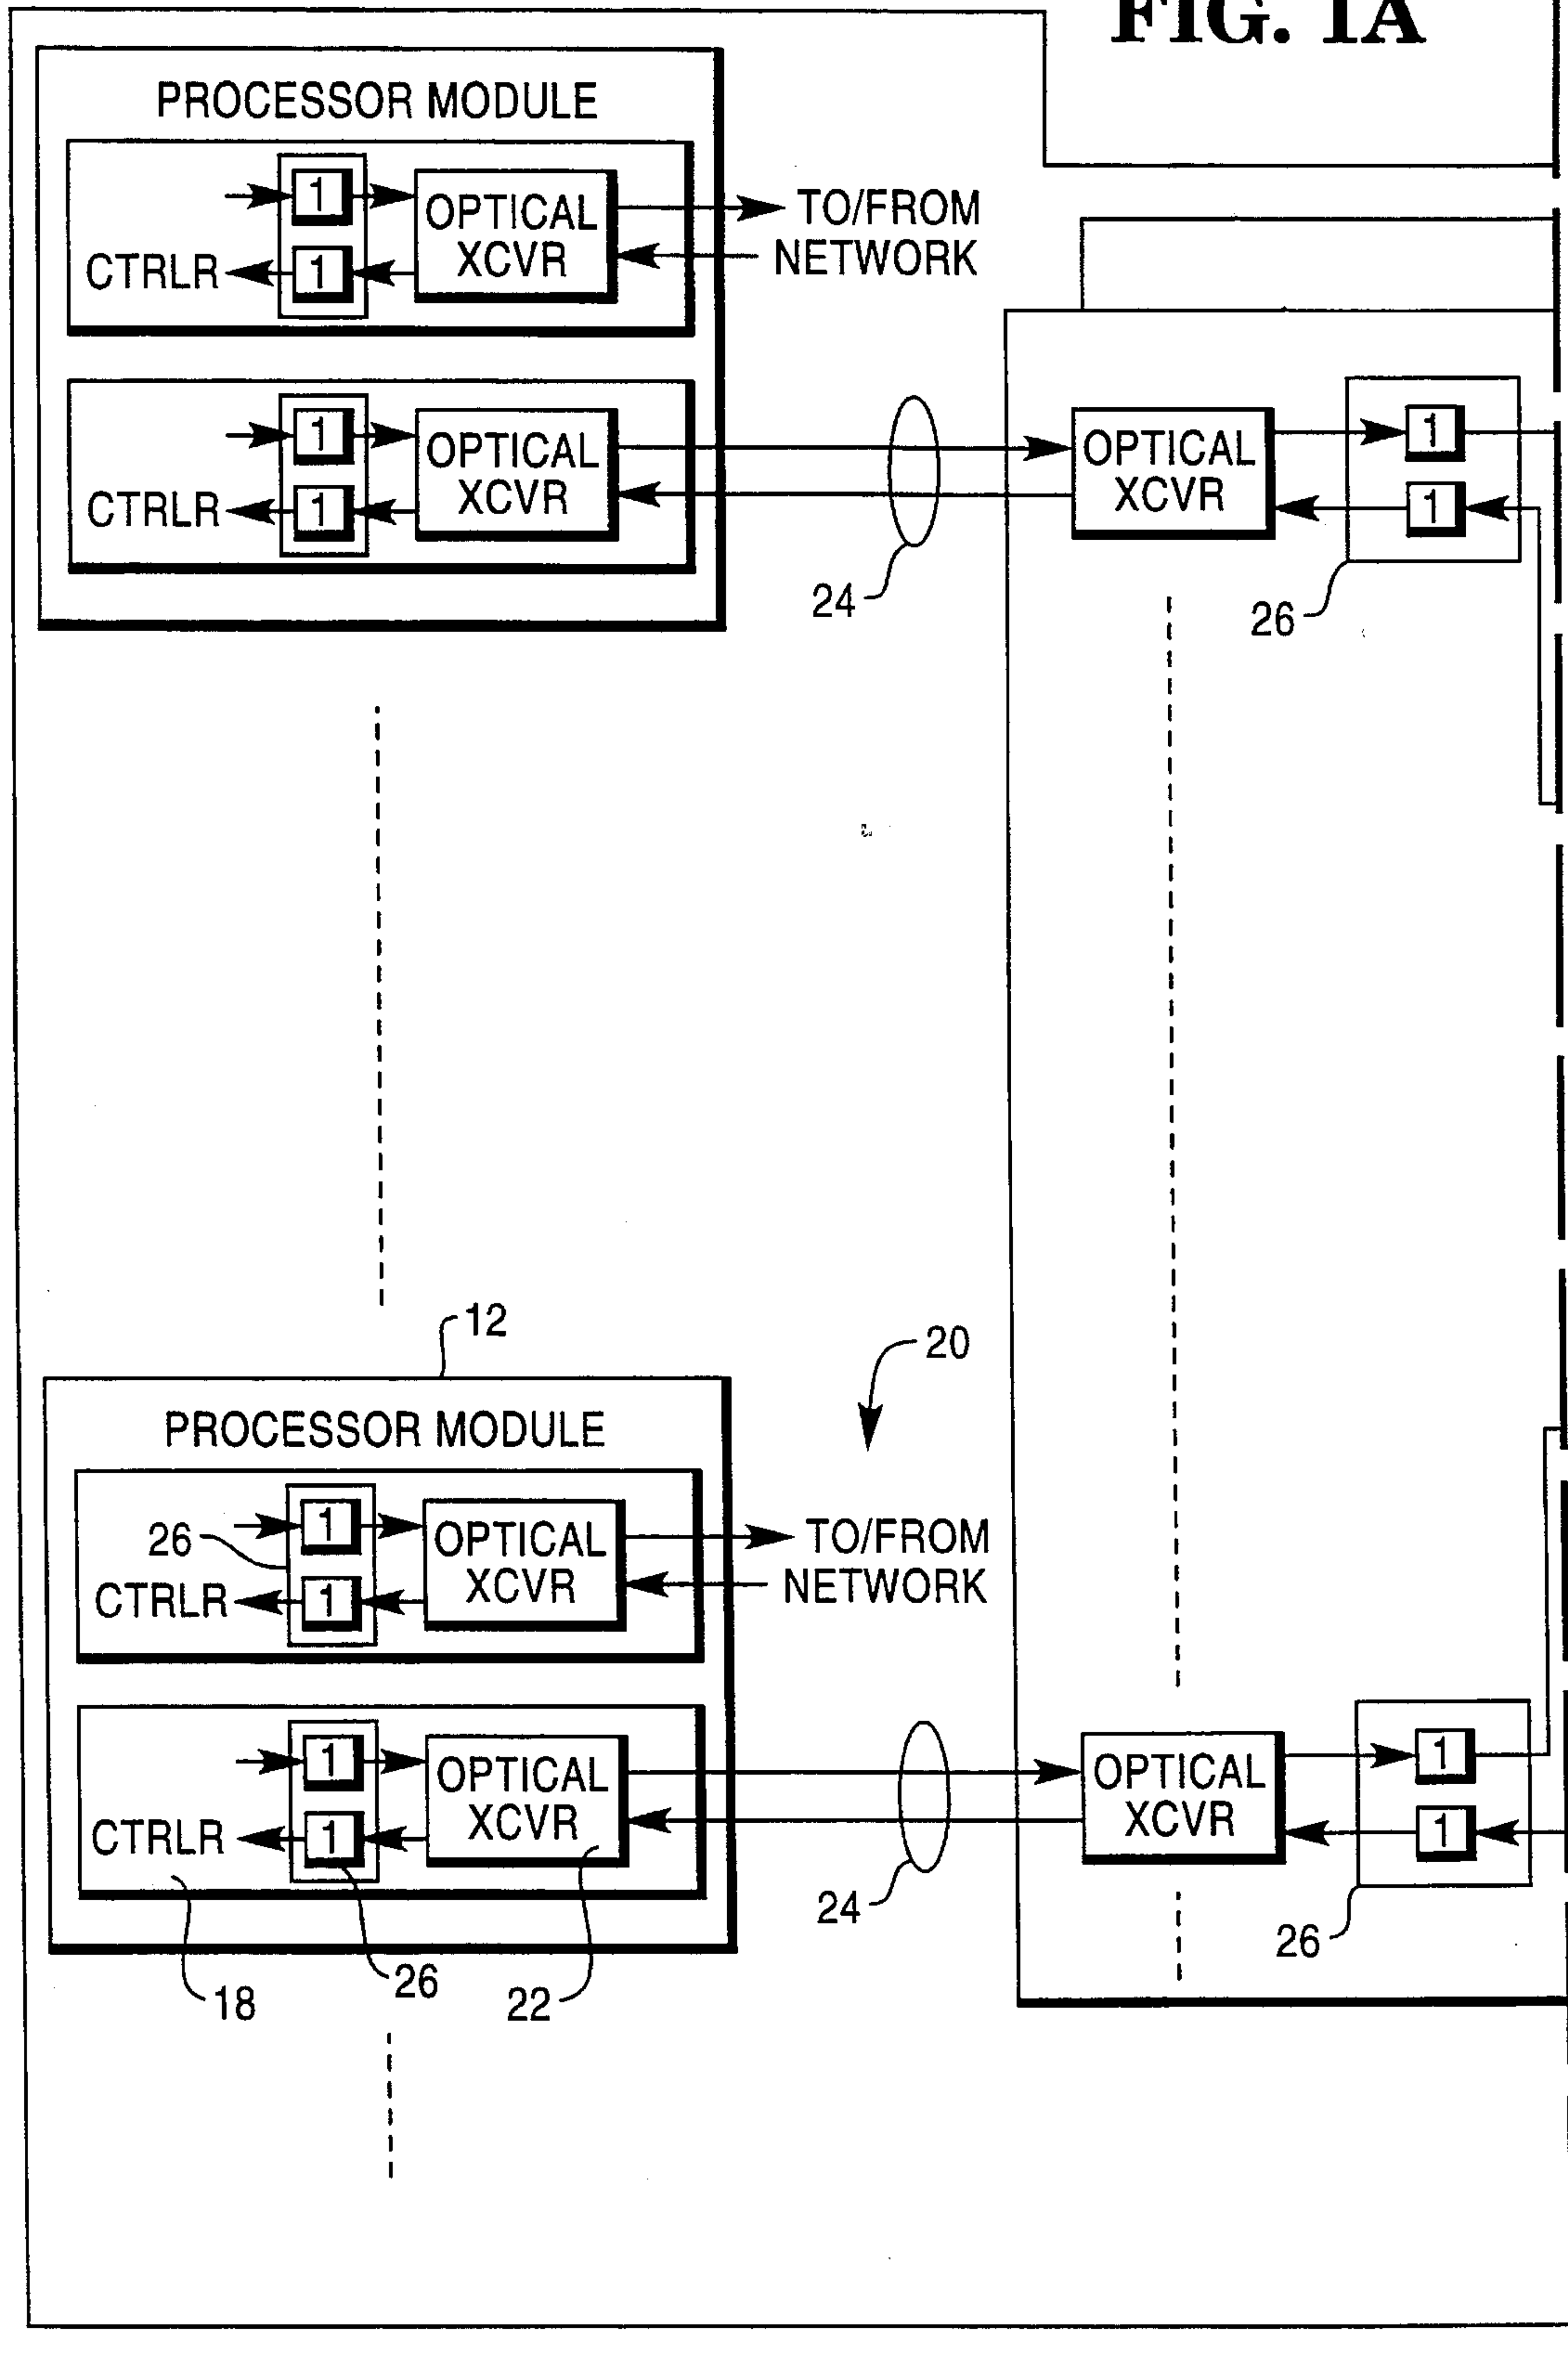 FIG. 1A
PROCESSOR MODULE
1
OPTICAL
XCVR
TO/FROM
NETWORK
CTRLR
1
1
OPTICAL
XCVR
CTRLR
1
24
OPTICAL
XCVR
1
1
26
12
20
PROCESSOR MODULE
26
1
OPTICAL
XCVR
TO/FROM
NETWORK
CTRLR
1
1
OPTICAL
XCVR
CTRLR
1
18
26
22
24
OPTICAL
XCVR
1
1
26